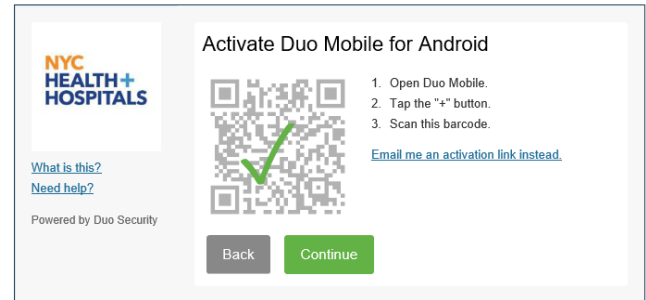 NYC
HEALTH+
HOSPITALS
What is this?
Need help?
Powered by Duo Security
Activate Duo Mobile for Android
1. Open Duo Mobile.
2. Tap the "+" button.
3. Scan this barcode.
Email me an activation link instead.
Back
Continue